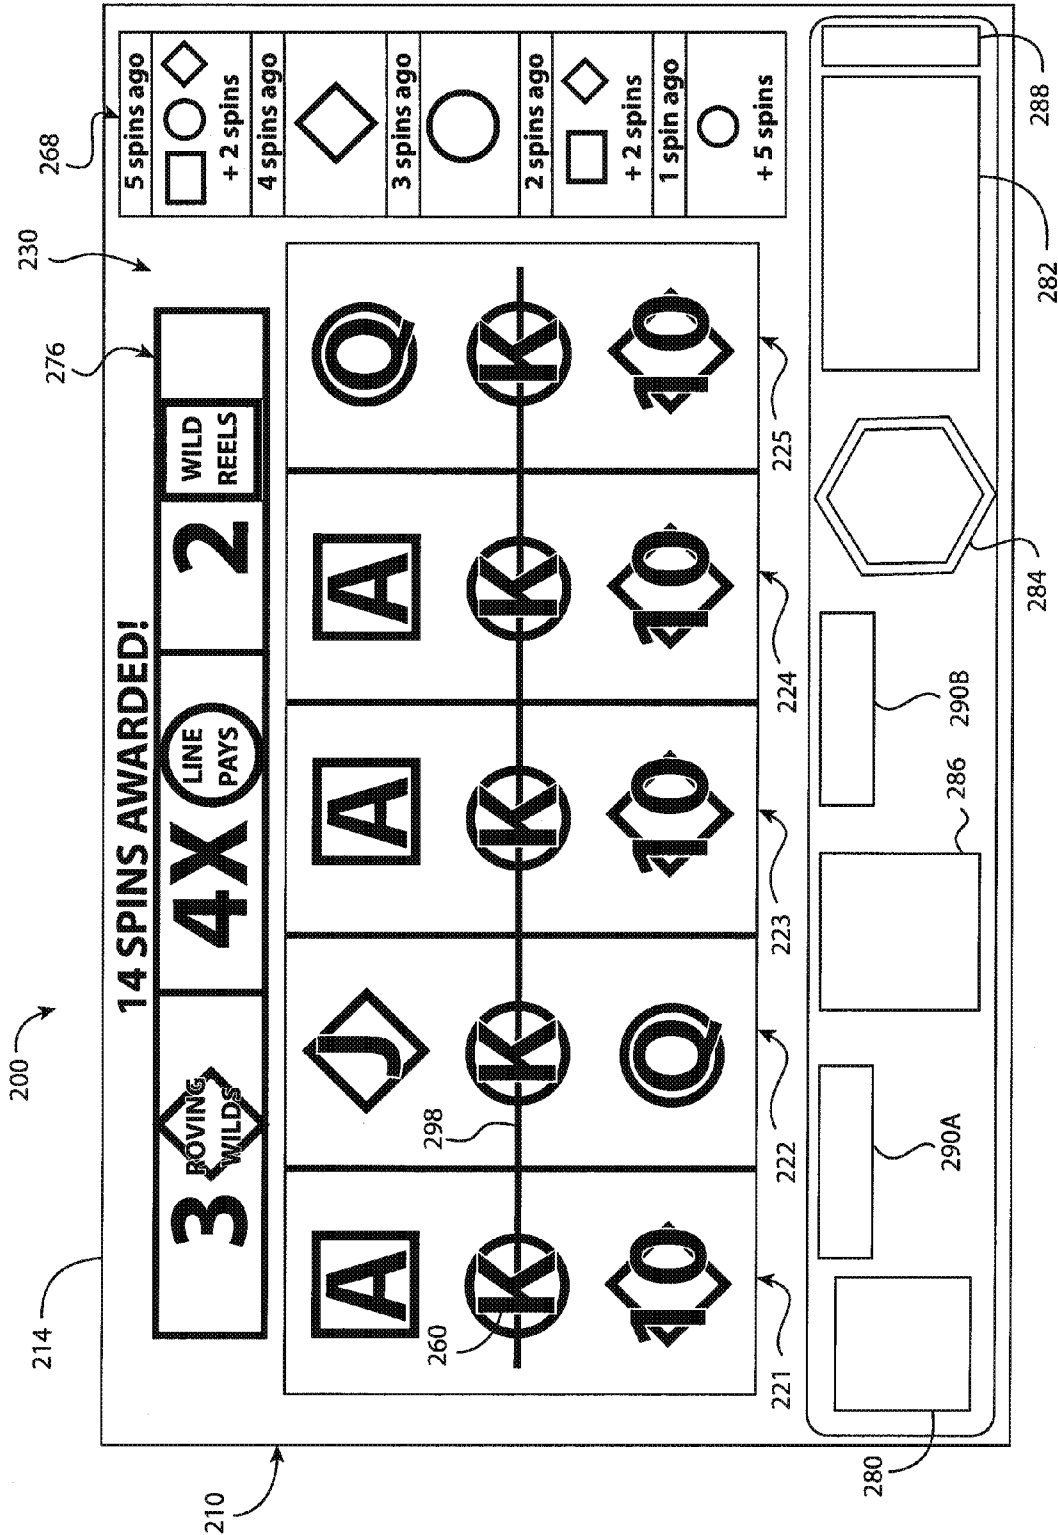 200
214
210
230
14 SPINS AWARDED!
276
3 ROVING WILDS
4X LINE PAYS
2 WILD REELS
268
5 spins ago
+ 2 spins
4 spins ago
3 spins ago
2 spins ago
+ 2 spins
1 spin ago
+ 5 spins
A J A A Q
260
298
K K K K K
10 Q 10 10 10
221 222 223 224 225
280
290A
286
290B
284
282
288